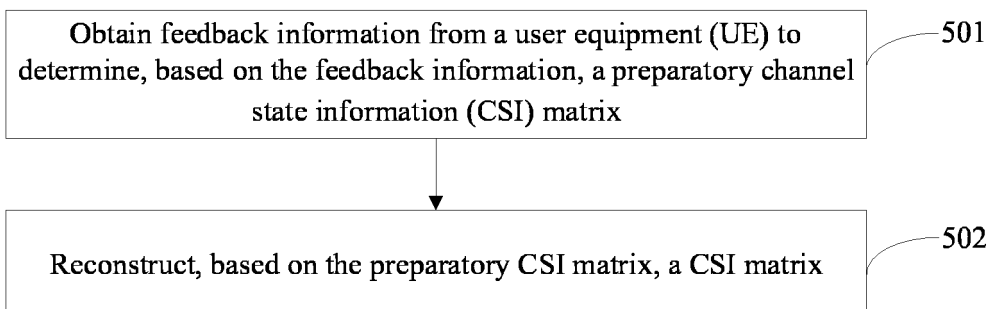 Obtain feedback information from a user equipment (UE) to
determine, based on the feedback information, a preparatory channel
state information (CSI) matrix
501
Reconstruct, based on the preparatory CSI matrix, a CSI matrix
502